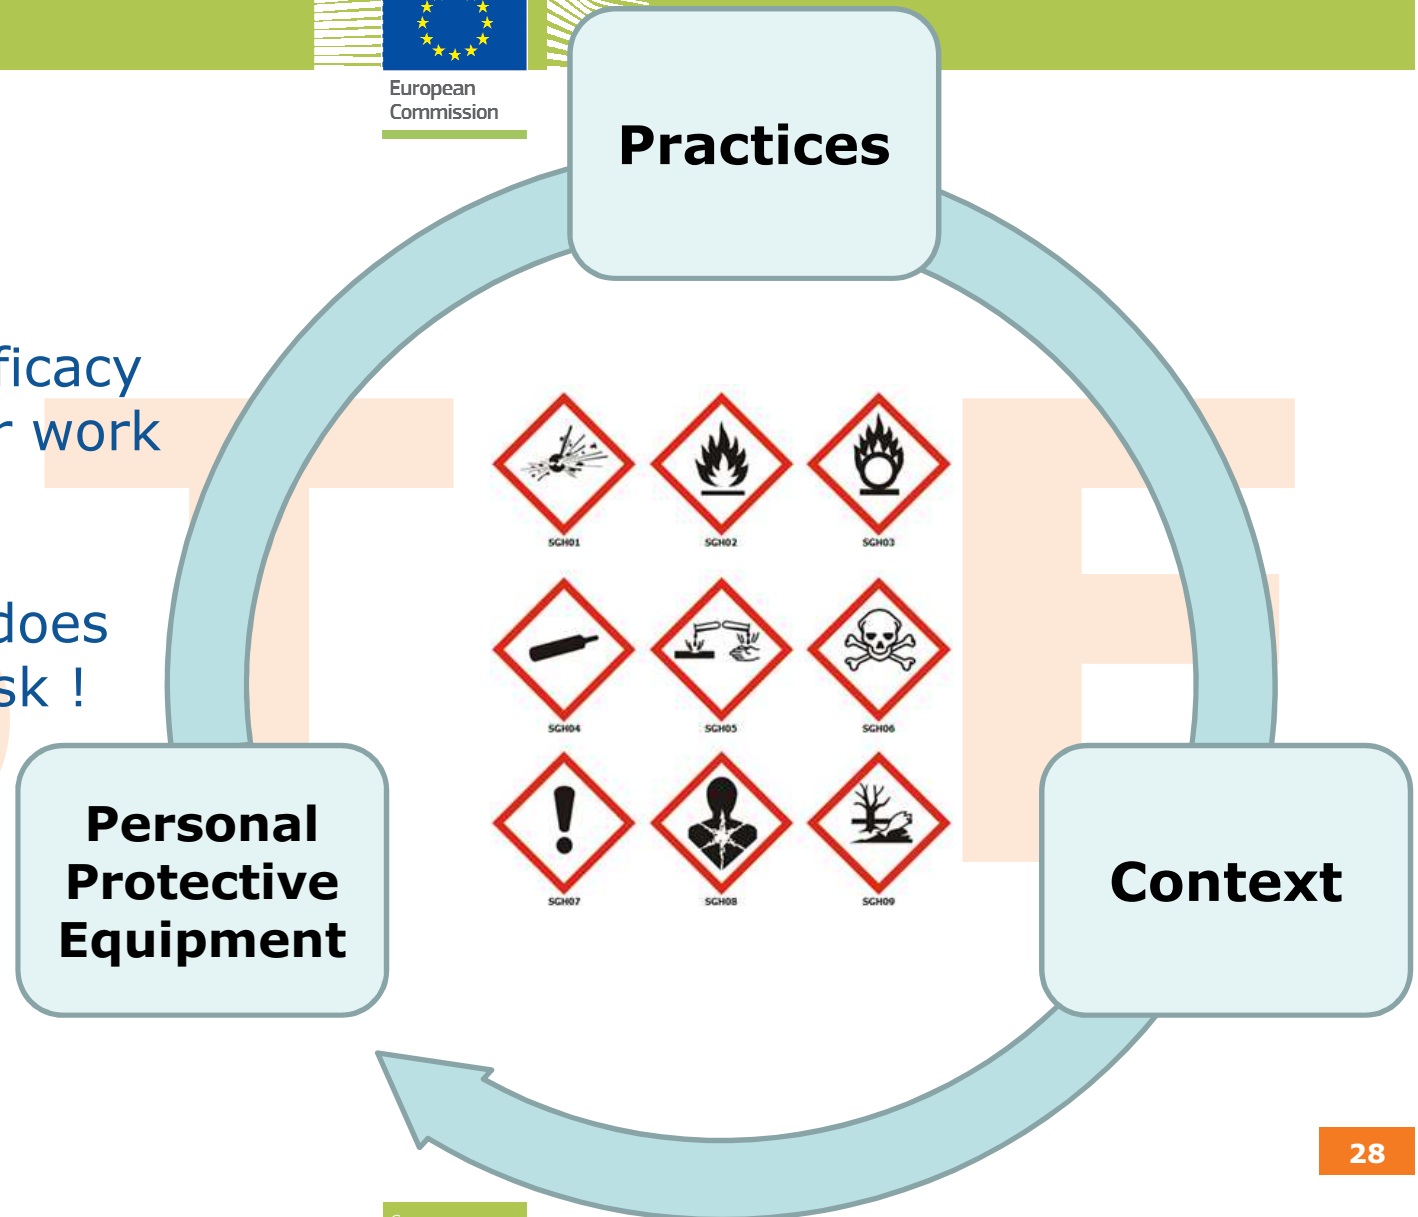 European
Commission
Practices
ficacy
r work
does
sk !
SGH01 SGH02 SGH03
SGH04 SGH05 SGH06
SGH07 SGH08 SGH09
Personal
Protective
Equipment
Context
28